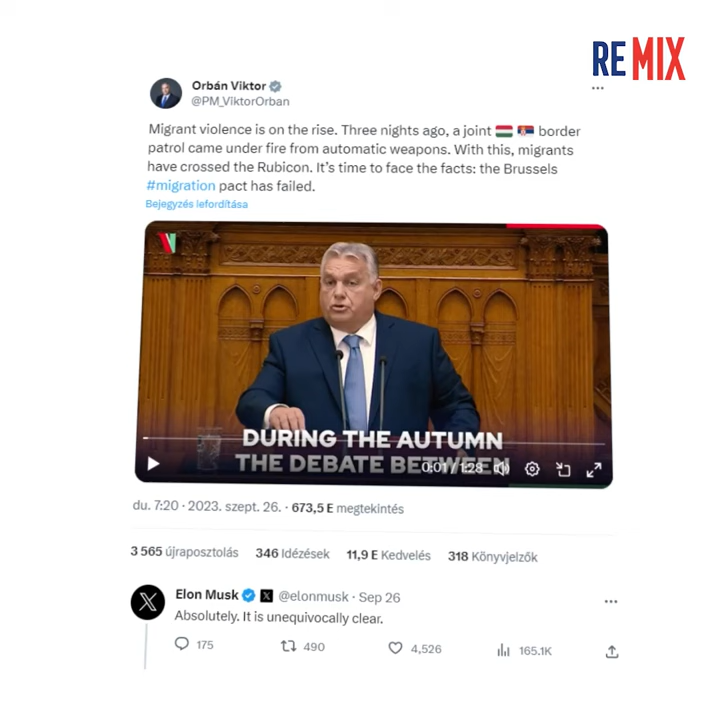 REMIX
Orbán Viktor
@PM_ViktorOrban
Migrant violence is on the rise. Three nights ago, a joint 🇭🇺 🇷🇸 border
patrol came under fire from automatic weapons. With this, migrants
have crossed the Rubicon. It's time to face the facts: the Brussels
#migration pact has failed.
Bejegyzés lefordítása
DURING THE AUTUMN
THE DEBATE BETWEEN
0:01 / 1:28
du. 7:20 · 2023. szept. 26. · 673,5 E megtekintés
3 565 újraposztolás 346 Idézések 11,9 E Kedvelés 318 Könyvjelzők
Elon Musk @elonmusk · Sep 26
Absolutely. It is unequivocally clear.
175 490 4,526 165.1K